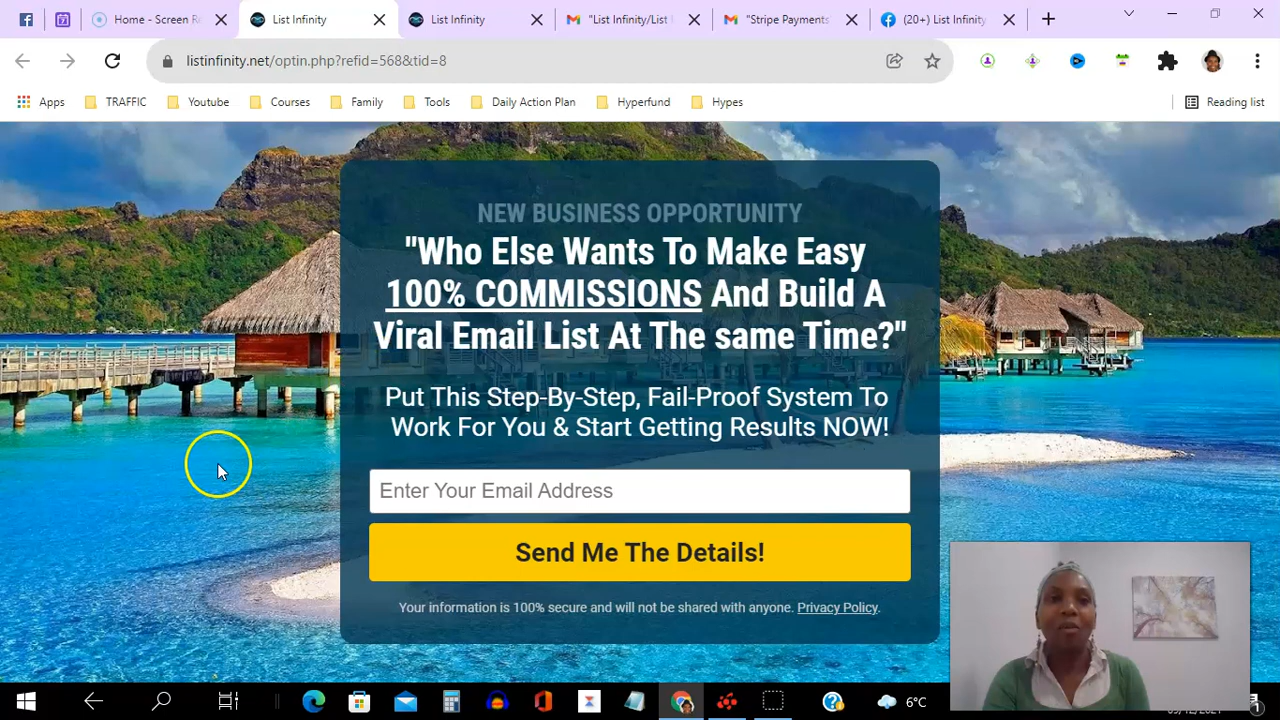 Home - Screen R
List Infinity
List Infinity
"List Infinity/List
"Stripe Payments
(20+) List Infinity
listinfinity.net/optin.php?refid=568&tid=8
Apps
TRAFFIC
Youtube
Courses
Family
Tools
Daily Action Plan
Hyperfund
Hypes
Reading list
NEW BUSINESS OPPORTUNITY
"Who Else Wants To Make Easy
100% COMMISSIONS And Build A
Viral Email List At The same Time?"
Put This Step-By-Step, Fail-Proof System To
Work For You & Start Getting Results NOW!
Enter Your Email Address
Send Me The Details!
Your information is 100% secure and will not be shared with anyone. Privacy Policy.
6°C